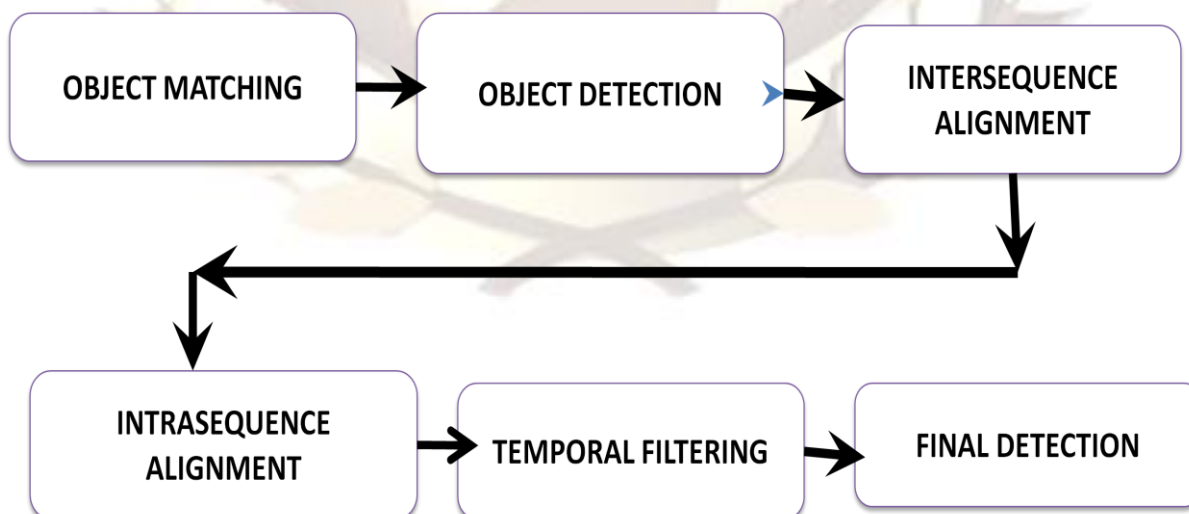 OBJECT MATCHING
OBJECT DETECTION
INTERSEQUENCE
ALIGNMENT
INTRASEQUENCE
ALIGNMENT
TEMPORAL FILTERING
FINAL DETECTION